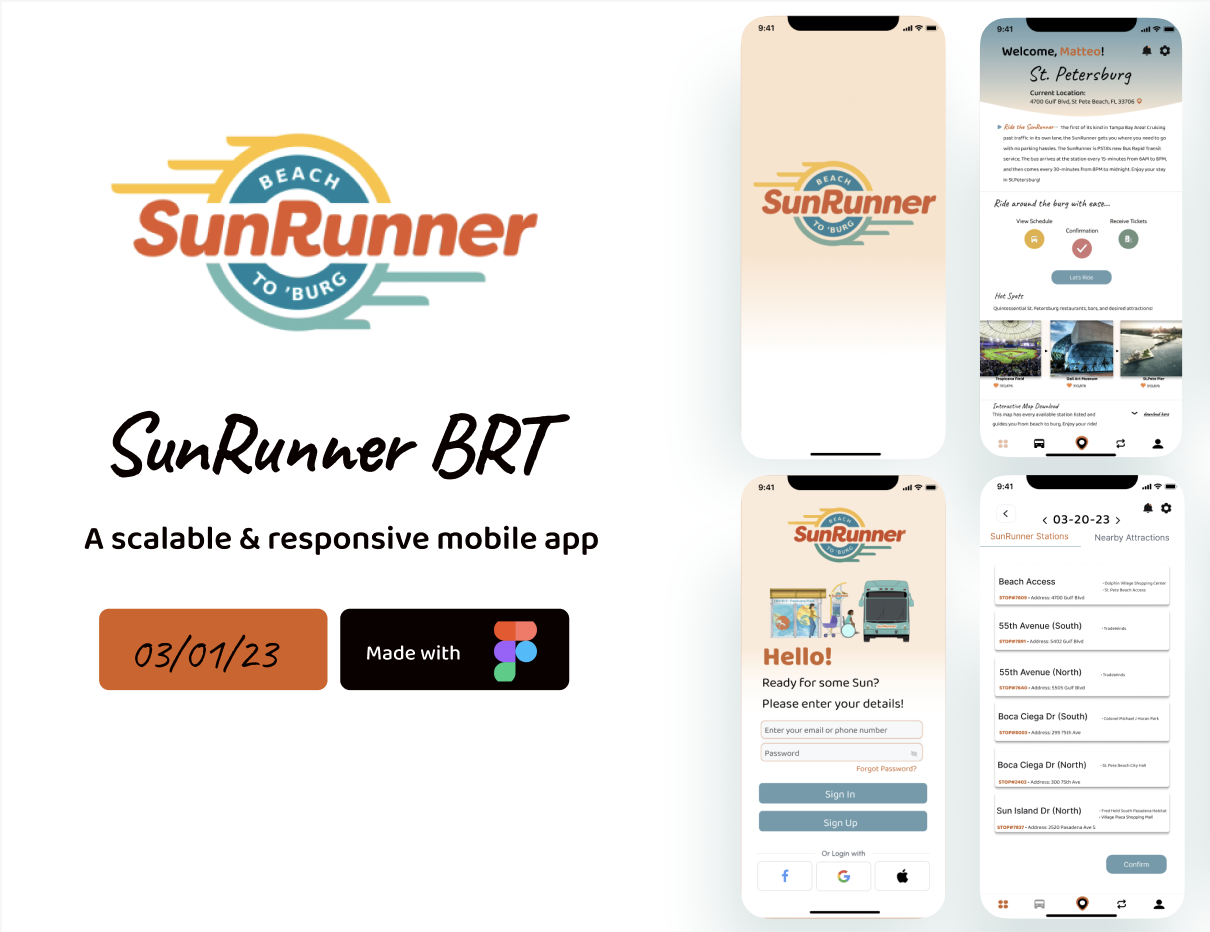 BEACH
SunRunner
TO 'BURG
SunRunner BRT
A scalable & responsive mobile app
03/01/23
Made with
9:41
BEACH
SunRunner
TO 'BURG
9:41
Welcome, Matteo!
St. Petersburg
Current Location:
4700 Gulf Blvd, St Pete Beach, FL 33706
Ride the SunRunner— The first of its kind in Tampa Bay Area! Cruising
past traffic in its own lane, the SunRunner gets you where you need to go
with no parking hassles. The SunRunner is PSTA's new Bus Rapid Transit
service. The bus arrives at the station every 15-minutes from 6AM to 8PM,
and then comes every 30-minutes from 8PM to midnight. Enjoy your stay
in St.Petersburg!
Ride around the burg with ease...
View Schedule
Confirmation
Receive Tickets
Let's Ride
Hot Spots
Quintessential St. Petersburg restaurants, bars, and desired attractions!
Tropicana Field
Dalí Art Museum
St.Pete Pier
Interactive Map Download
This map has every available station listed and
guides you from beach to burg. Enjoy your ride!
download here
9:41
BEACH
SunRunner
TO 'BURG
Hello!
Ready for some Sun?
Please enter your details!
Enter your email or phone number
Password
Forgot Password?
Sign In
Sign Up
Or Login with
9:41
03-20-23
SunRunner Stations
Nearby Attractions
Beach Access
• Dolphin Village Shopping Center
• St. Pete Beach Access
STOP#7809 • Address: 4700 Gulf Blvd
55th Avenue (South)
• Tradewinds
STOP#7891 • Address: 5402 Gulf Blvd
55th Avenue (North)
• Tradewinds
STOP#7840 • Address: 5505 Gulf Blvd
Boca Ciega Dr (South)
• Colonel Michael J Horan Park
STOP#8003 • Address: 299 75th Ave
Boca Ciega Dr (North)
• St. Pete Beach City Hall
STOP#2403 • Address: 300 75th Ave
Sun Island Dr (North)
• Fred Held South Pasadena Habitat
• Village Plaza Shopping Mall
STOP#7837 • Address: 2520 Pasadena Ave S
Confirm